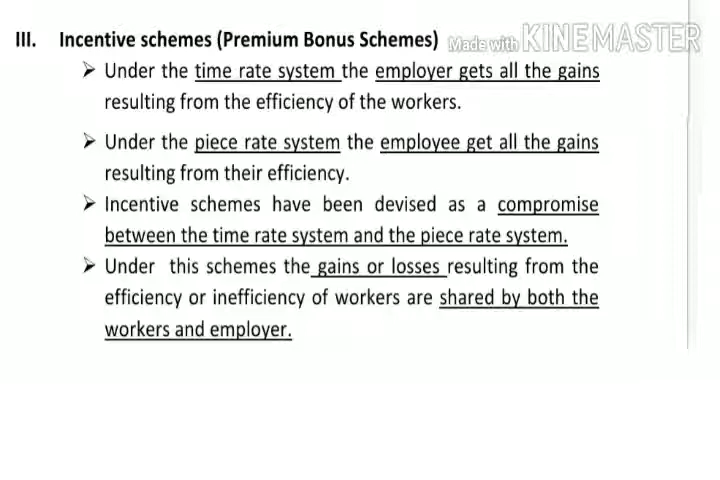 III. Incentive schemes (Premium Bonus Schemes) Made with KINEMASTER
➢ Under the time rate system the employer gets all the gains
resulting from the efficiency of the workers.
➢ Under the piece rate system the employee get all the gains
resulting from their efficiency.
➢ Incentive schemes have been devised as a compromise
between the time rate system and the piece rate system.
➢ Under this schemes the gains or losses resulting from the
efficiency or inefficiency of workers are shared by both the
workers and employer.